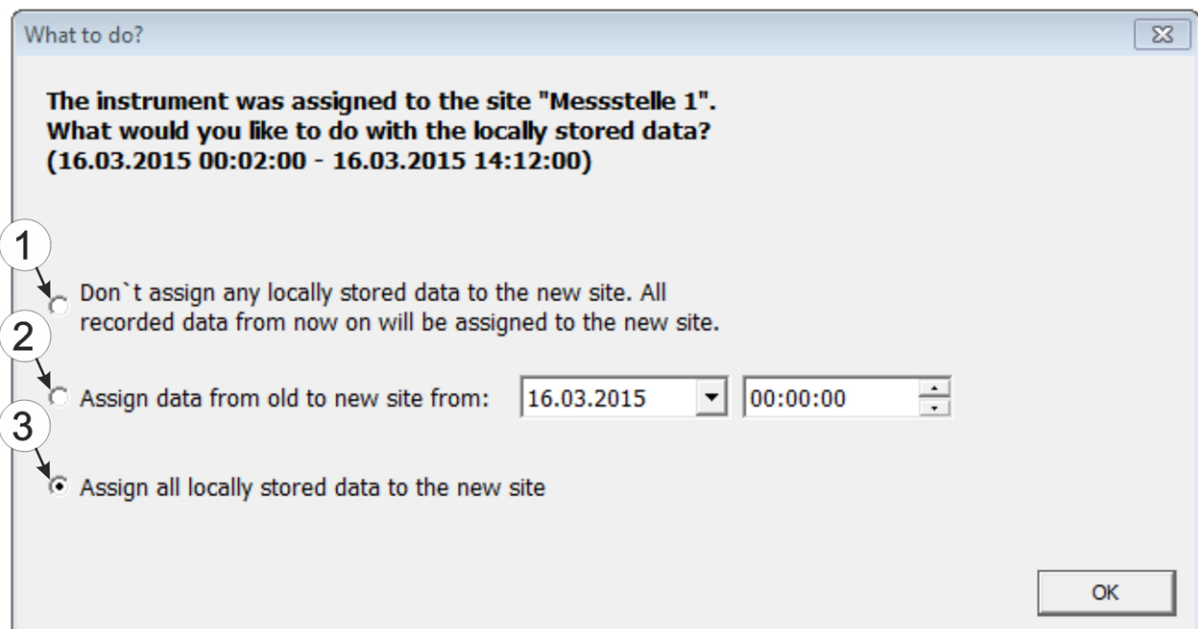 What to do?
The instrument was assigned to the site "Messstelle 1".
What would you like to do with the locally stored data?
(16.03.2015 00:02:00 - 16.03.2015 14:12:00)
1
Don`t assign any locally stored data to the new site. All
recorded data from now on will be assigned to the new site.
2
Assign data from old to new site from: 16.03.2015 00:00:00
3
Assign all locally stored data to the new site
OK